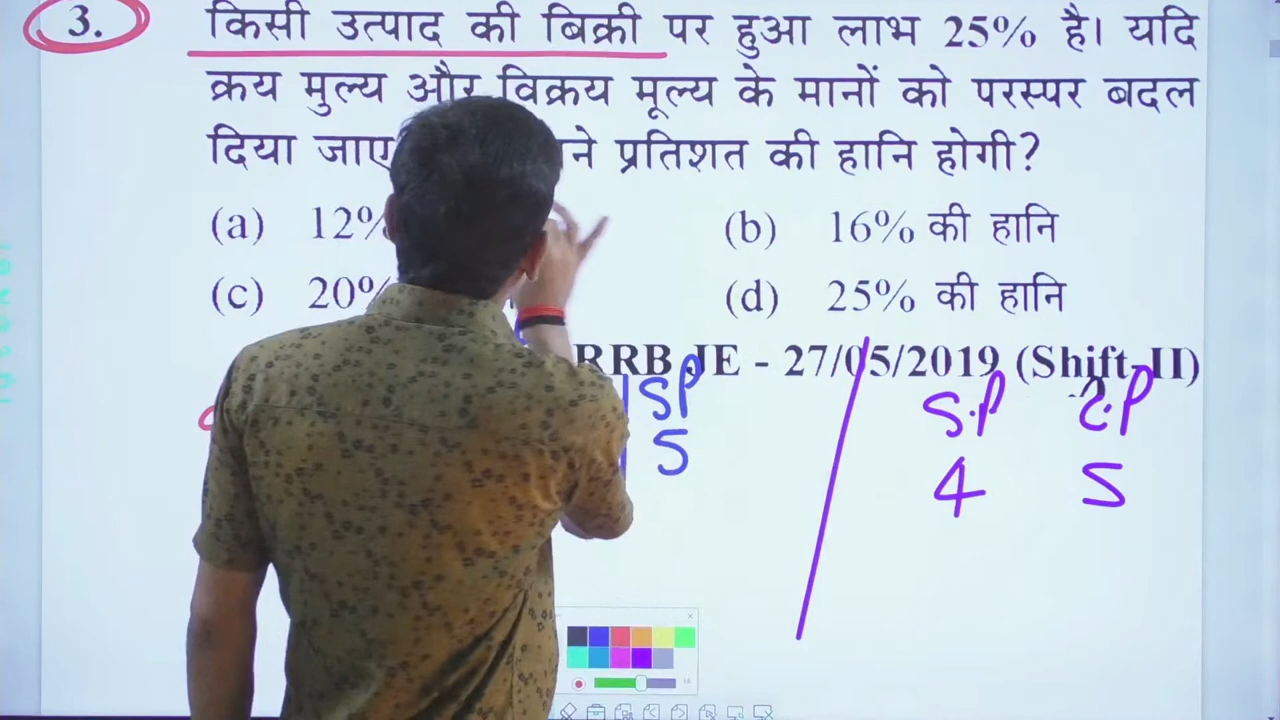 3. किसी उत्पाद की बिक्री पर हुआ लाभ 25% है। यदि
क्रय मुल्य और विक्रय मूल्य के मानों को परस्पर बदल
दिया जाए प्रतिशत की हानि होगी?
(a) 12% (b) 16% की हानि
(c) 20% (d) 25% की हानि
RRB JE - 27/05/2019 (Shift-II)
SP S.P C.P
5 4 5